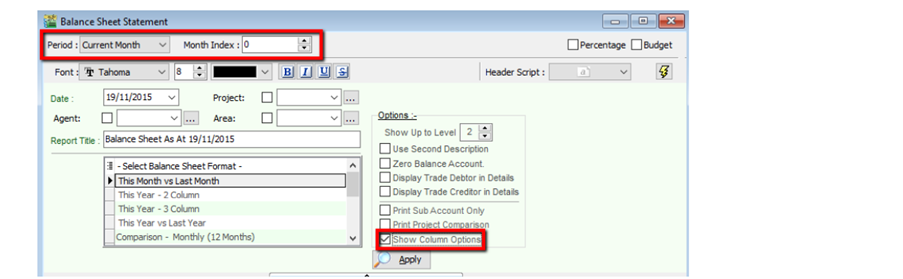 Balance Sheet Statement
Period : Current Month Month Index : 0 Percentage Budget
Font : Tahoma 8 B I U S Header Script :
Date : 19/11/2015 Project: ...
Agent: ... Area: ...
Report Title : Balance Sheet As At 19/11/2015
- Select Balance Sheet Format -
This Month vs Last Month
This Year - 2 Column
This Year - 3 Column
This Year vs Last Year
Comparison - Monthly (12 Months)
Options :-
Show Up to Level 2
Use Second Description
Zero Balance Account.
Display Trade Debtor in Details
Display Trade Creditor in Details
Print Sub Account Only
Print Project Comparison
Show Column Options
Apply